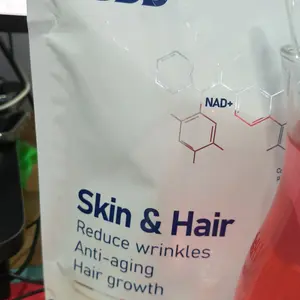 NAD+
Skin & Hair
Reduce wrinkles
Anti-aging
Hair growth